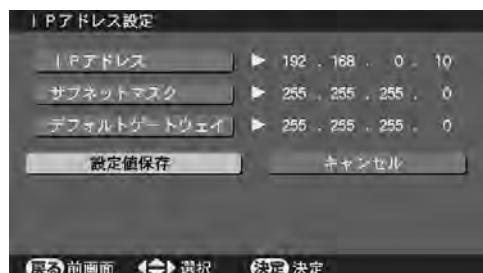 IPアドレス設定
IPアドレス ▶ 192 . 168 . 0 . 10
サブネットマスク ▶ 255 . 255 . 255 . 0
デフォルトゲートウェイ ▶ 255 . 255 . 255 . 0
設定値保存 キャンセル
戻る 前画面 選択 決定 決定